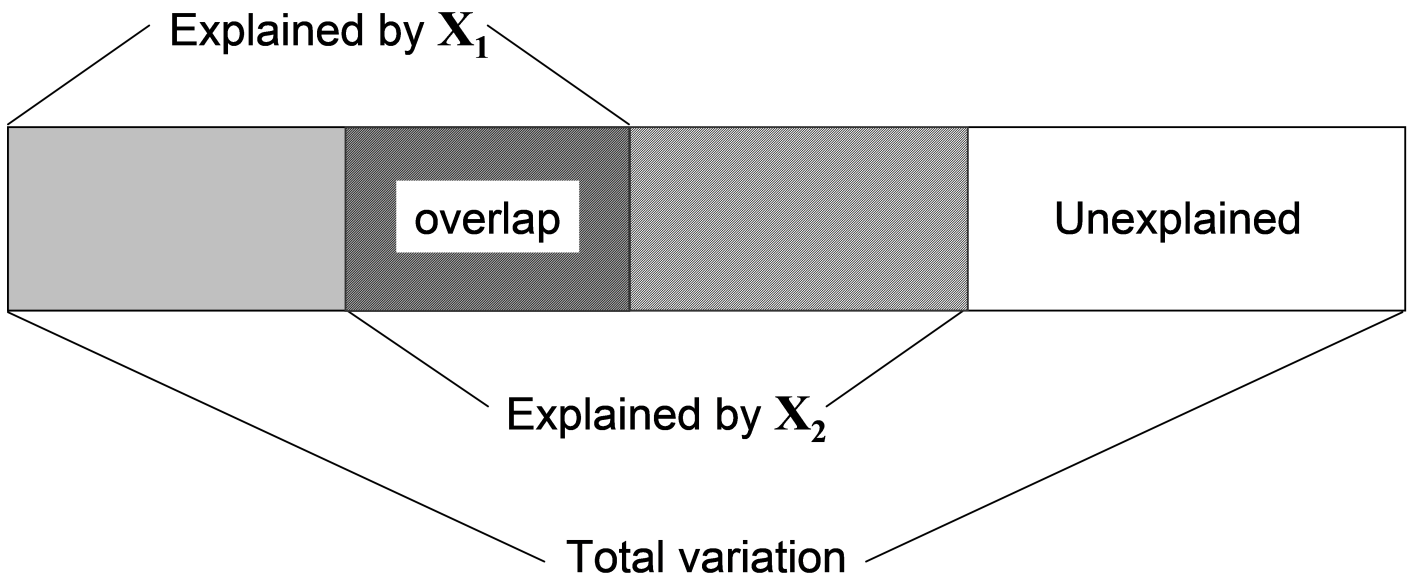 Explained by X₁
overlap
Unexplained
Explained by X₂
Total variation